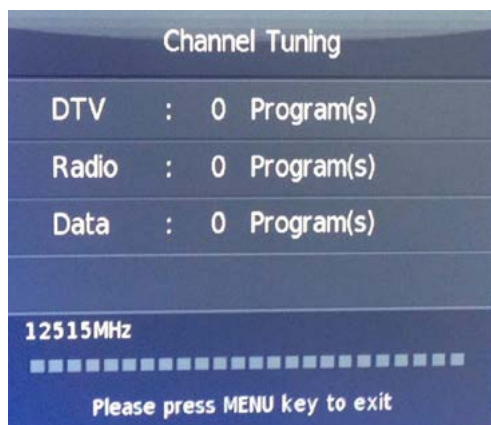 Channel Tuning
DTV : 0 Program(s)
Radio : 0 Program(s)
Data : 0 Program(s)
12515MHz
Please press MENU key to exit